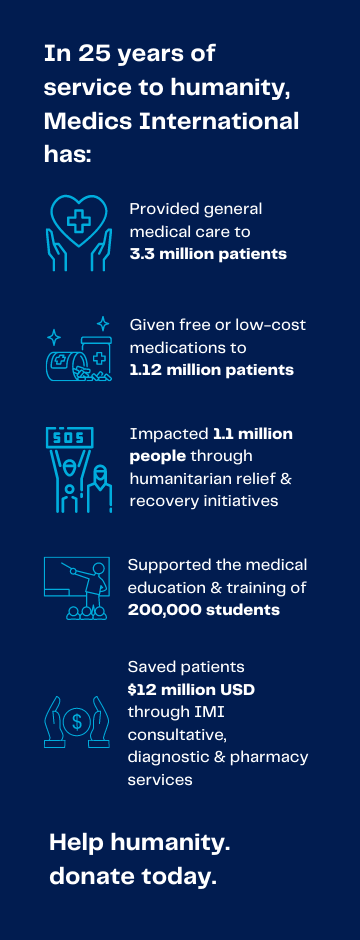 In 25 years of
service to humanity,
Medics International
has:
Provided general
medical care to
3.3 million patients
Given free or low-cost
medications to
1.12 million patients
SOS
Impacted 1.1 million
people through
humanitarian relief &
recovery initiatives
Supported the medical
education & training of
200,000 students
Saved patients
$12 million USD
through IMI
consultative,
diagnostic & pharmacy
services
$
Help humanity.
donate today.